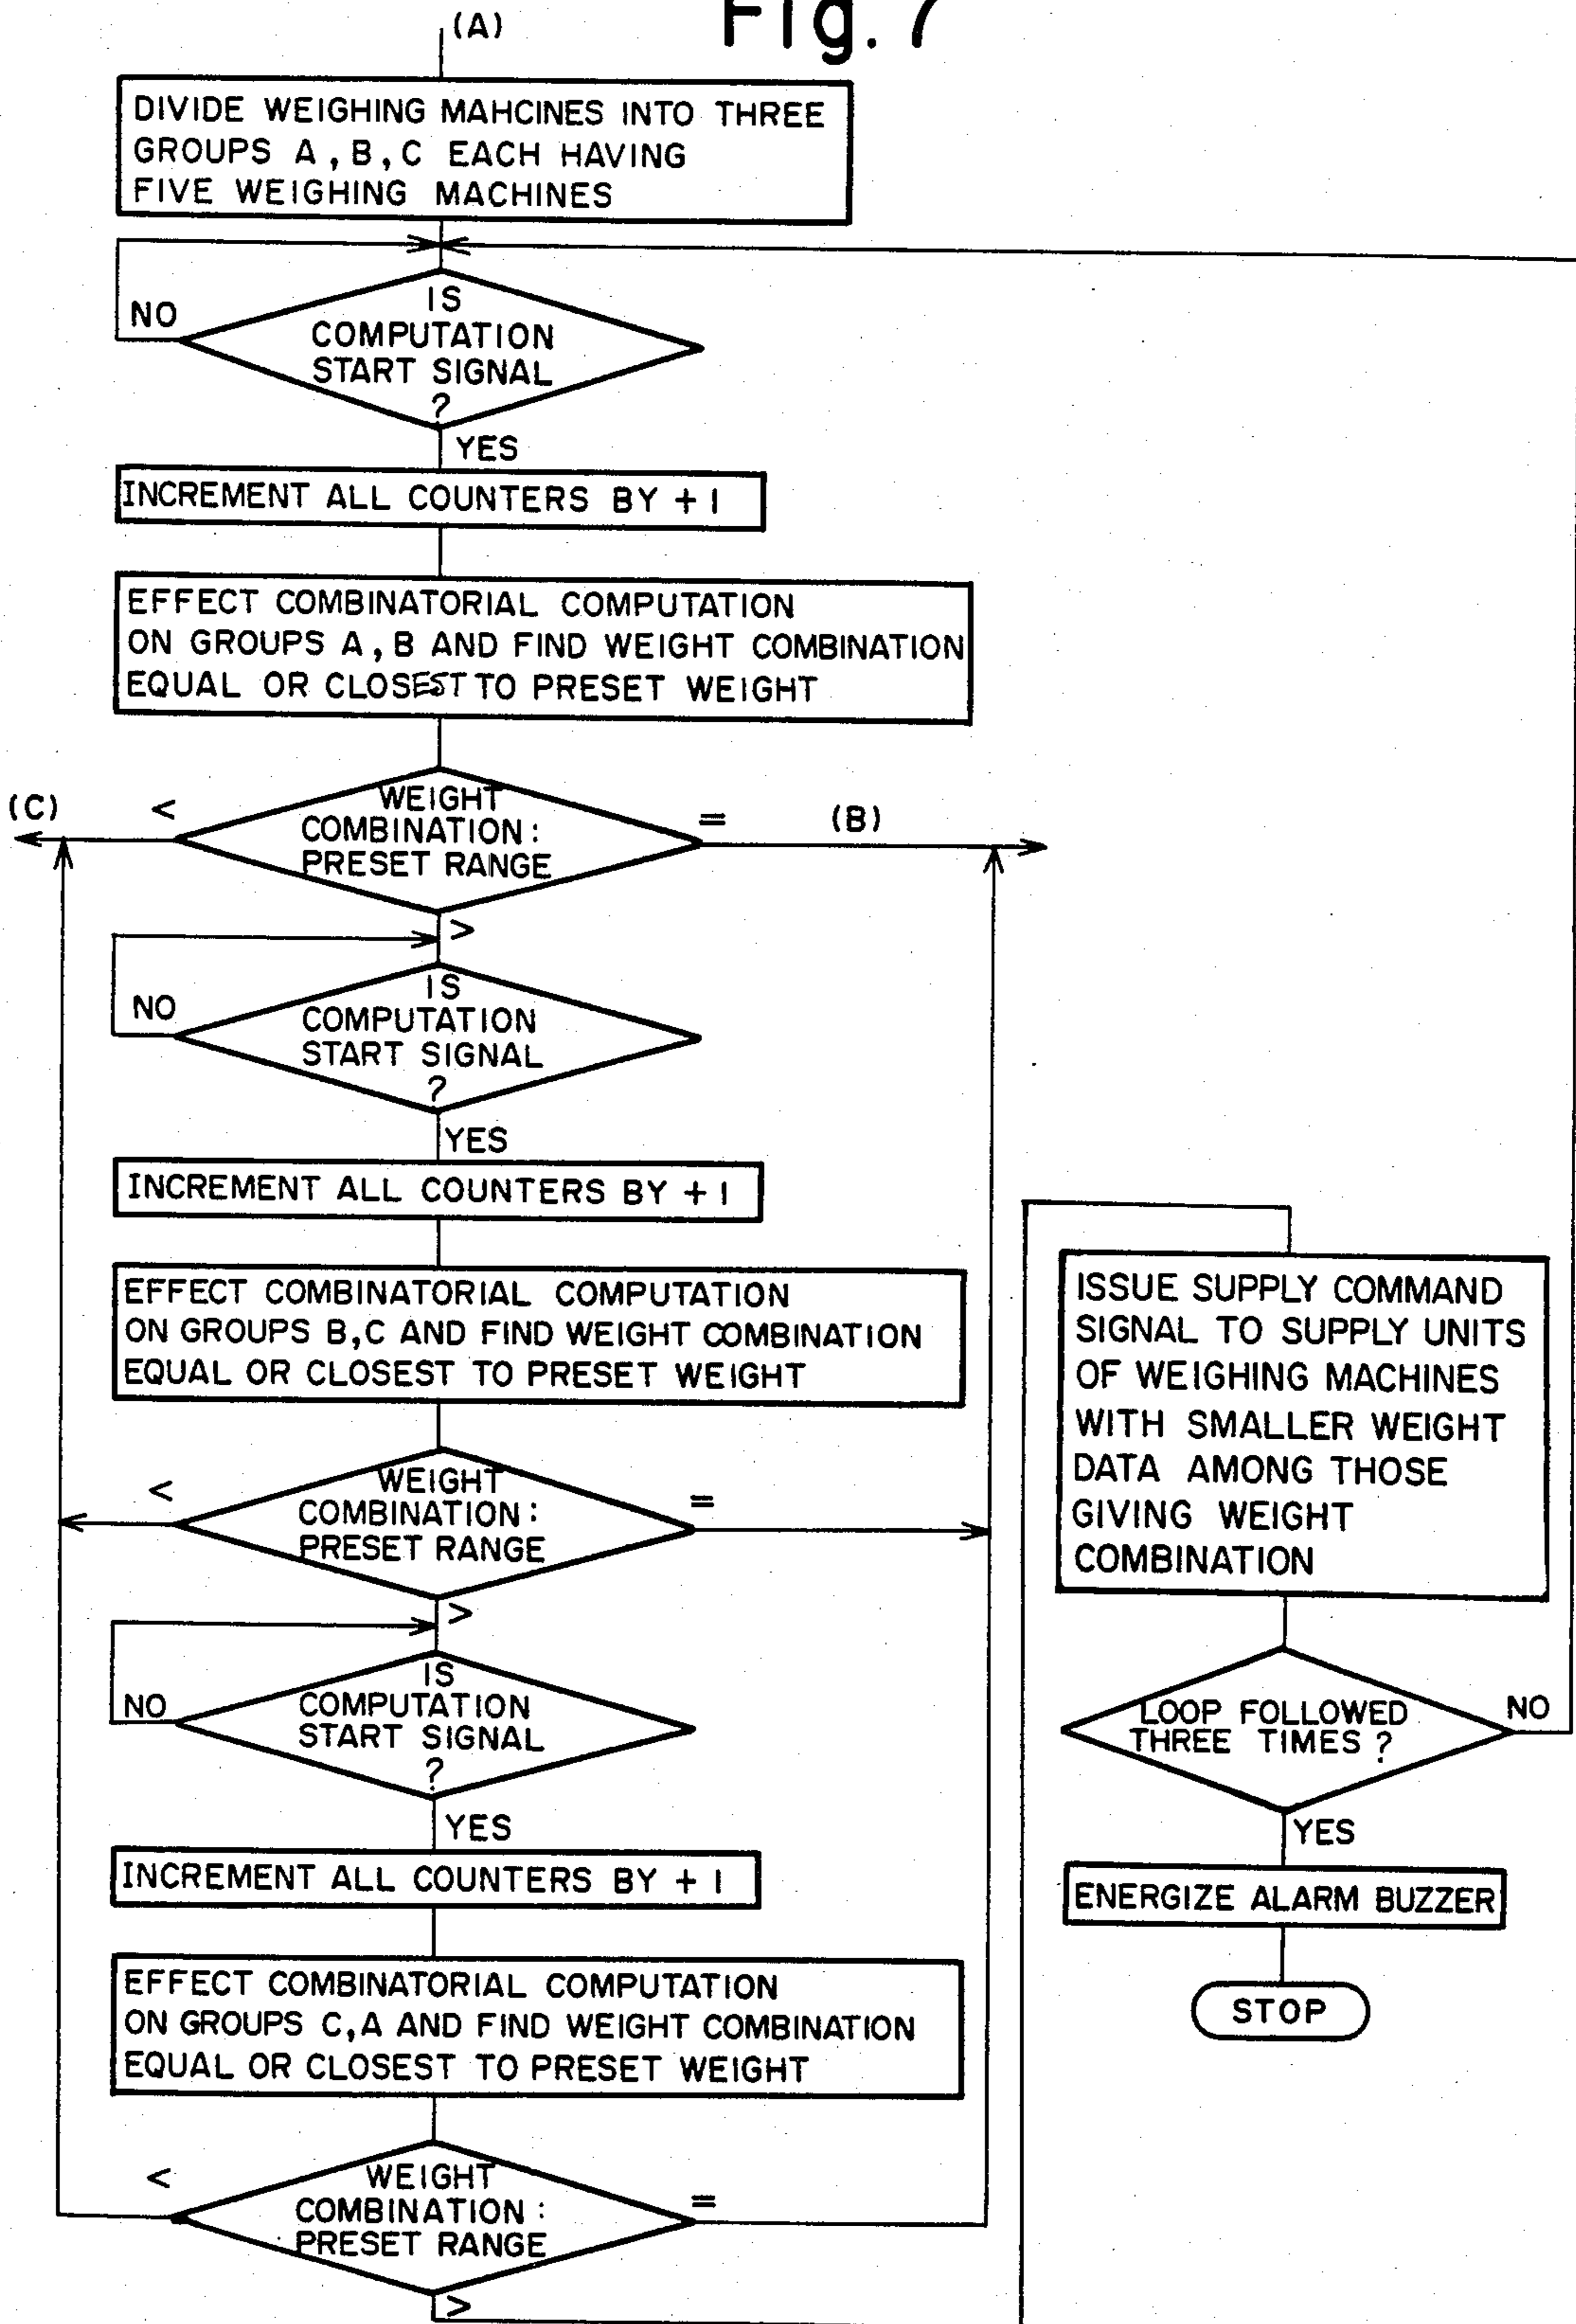 Fig. 7
(A)
DIVIDE WEIGHING MAHCINES INTO THREE
GROUPS A, B, C EACH HAVING
FIVE WEIGHING MACHINES
NO
IS
COMPUTATION
START SIGNAL
?
YES
INCREMENT ALL COUNTERS BY +1
EFFECT COMBINATORIAL COMPUTATION
ON GROUPS A, B AND FIND WEIGHT COMBINATION
EQUAL OR CLOSEST TO PRESET WEIGHT
(C)
<
WEIGHT
COMBINATION:
PRESET RANGE
=
(B)
>
NO
IS
COMPUTATION
START SIGNAL
?
YES
INCREMENT ALL COUNTERS BY +1
EFFECT COMBINATORIAL COMPUTATION
ON GROUPS B,C AND FIND WEIGHT COMBINATION
EQUAL OR CLOSEST TO PRESET WEIGHT
<
WEIGHT
COMBINATION:
PRESET RANGE
=
>
NO
IS
COMPUTATION
START SIGNAL
?
YES
INCREMENT ALL COUNTERS BY +1
EFFECT COMBINATORIAL COMPUTATION
ON GROUPS C,A AND FIND WEIGHT COMBINATION
EQUAL OR CLOSEST TO PRESET WEIGHT
<
WEIGHT
COMBINATION:
PRESET RANGE
=
>
ISSUE SUPPLY COMMAND
SIGNAL TO SUPPLY UNITS
OF WEIGHING MACHINES
WITH SMALLER WEIGHT
DATA AMONG THOSE
GIVING WEIGHT
COMBINATION
LOOP FOLLOWED
THREE TIMES ?
NO
YES
ENERGIZE ALARM BUZZER
STOP